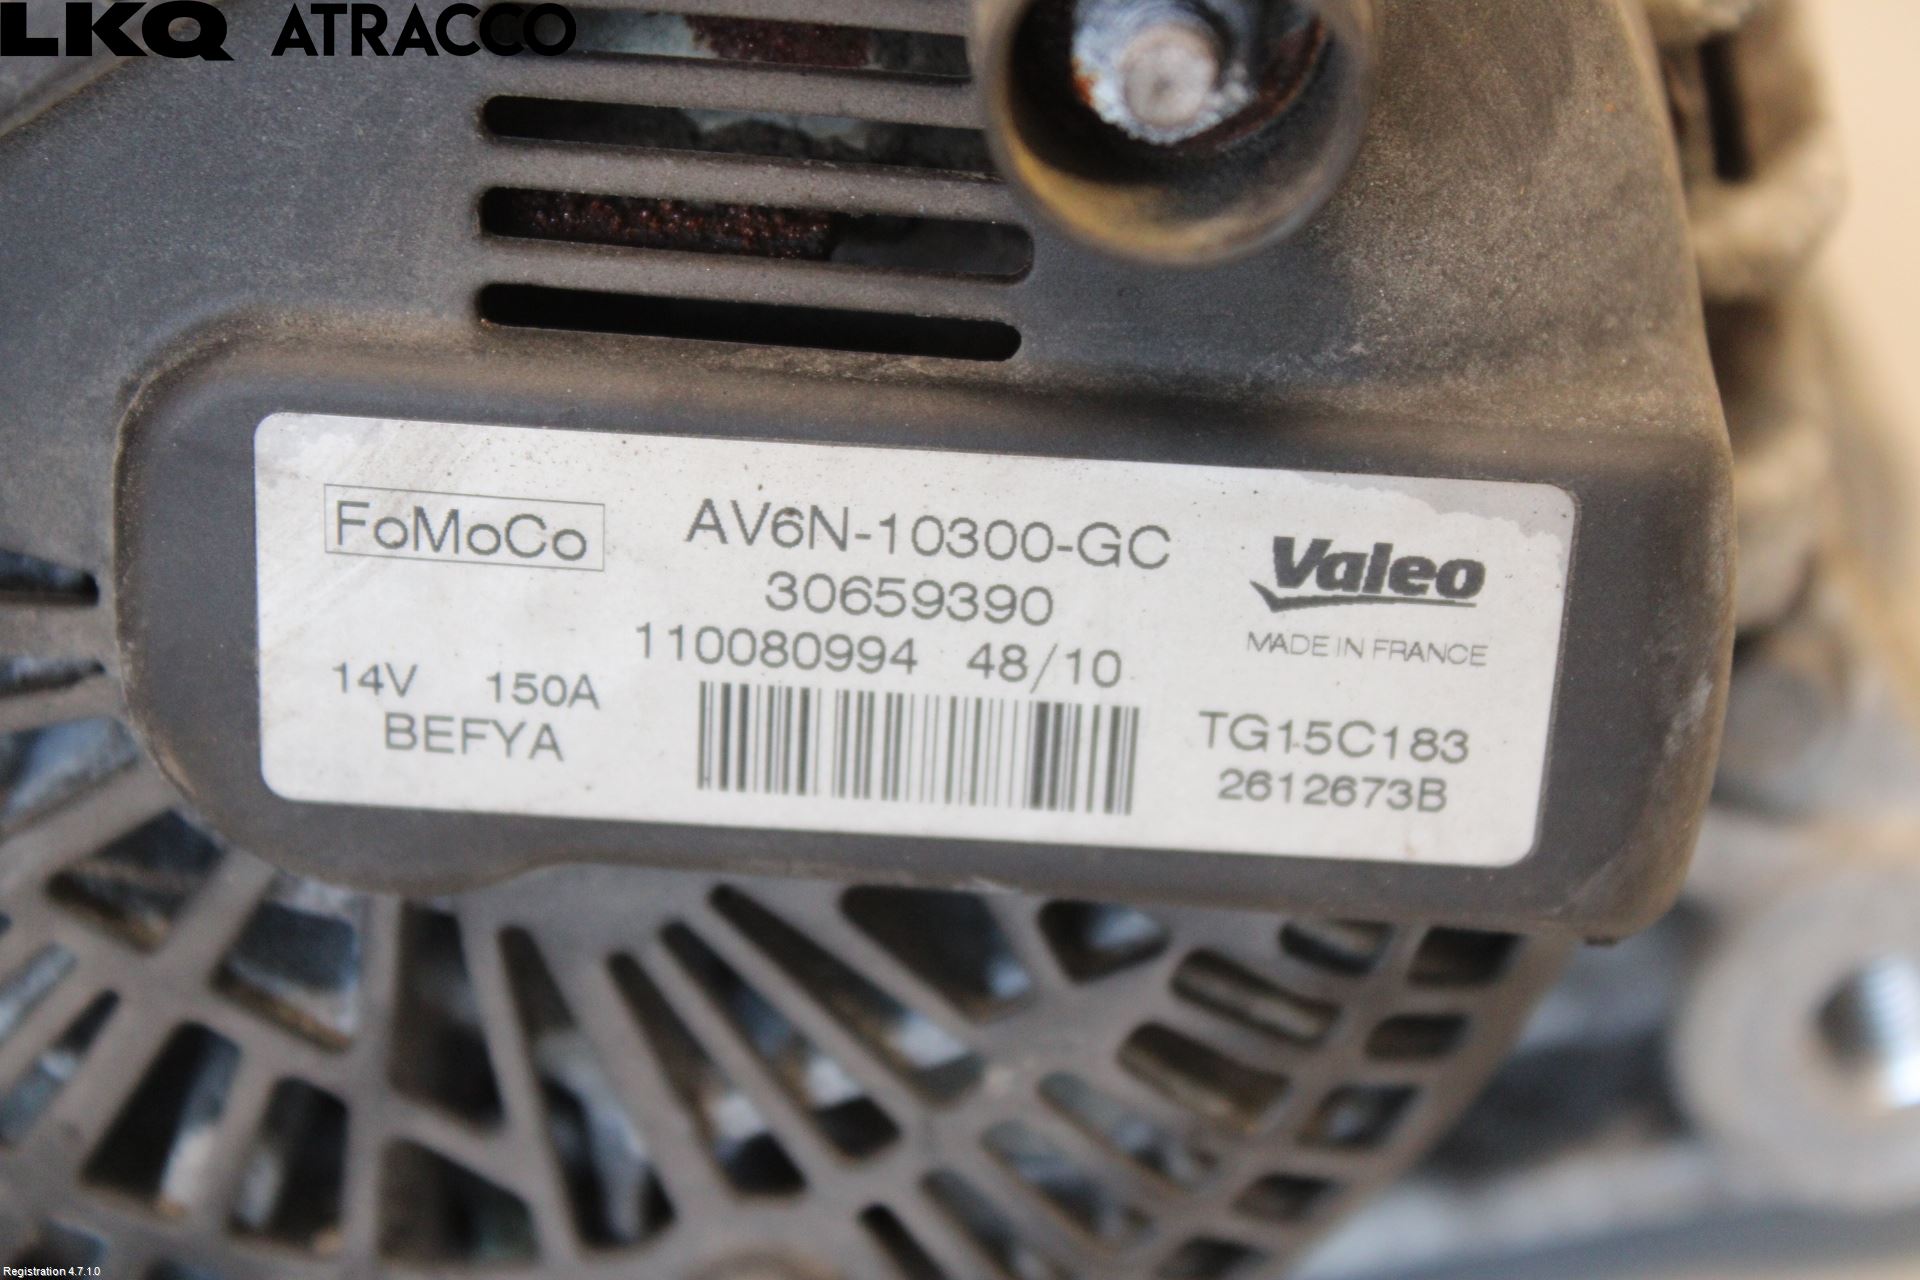 LKQ ATRACCO
FoMoCo
AV6N-10300-GC
30659390
110080994 48/10
Valeo
MADE IN FRANCE
14V 150A
BEFYA
TG15C183
2612673B
Registration 4.7.1.0